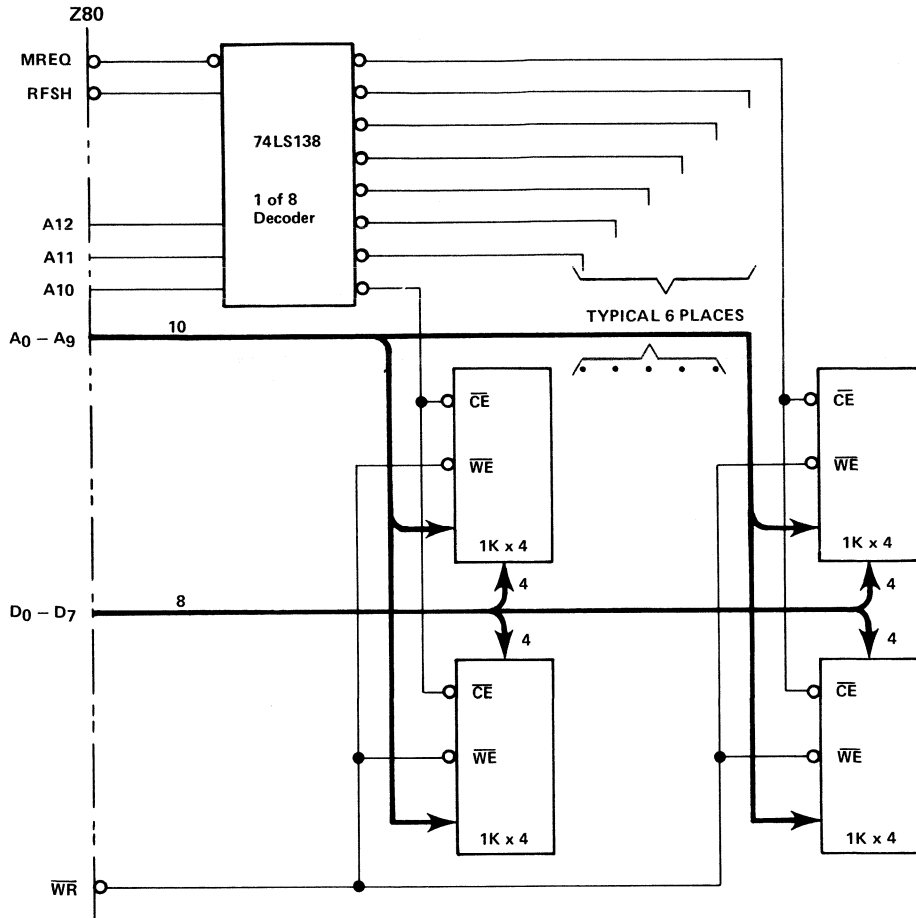 Z80
MREQ
RFSH
74LS138
1 of 8
Decoder
A12
A11
A10
TYPICAL 6 PLACES
A0 – A9
10
CE
CE
WE
WE
1K x 4
1K x 4
4
4
D0 – D7
8
4
4
CE
CE
WE
WE
1K x 4
1K x 4
WR